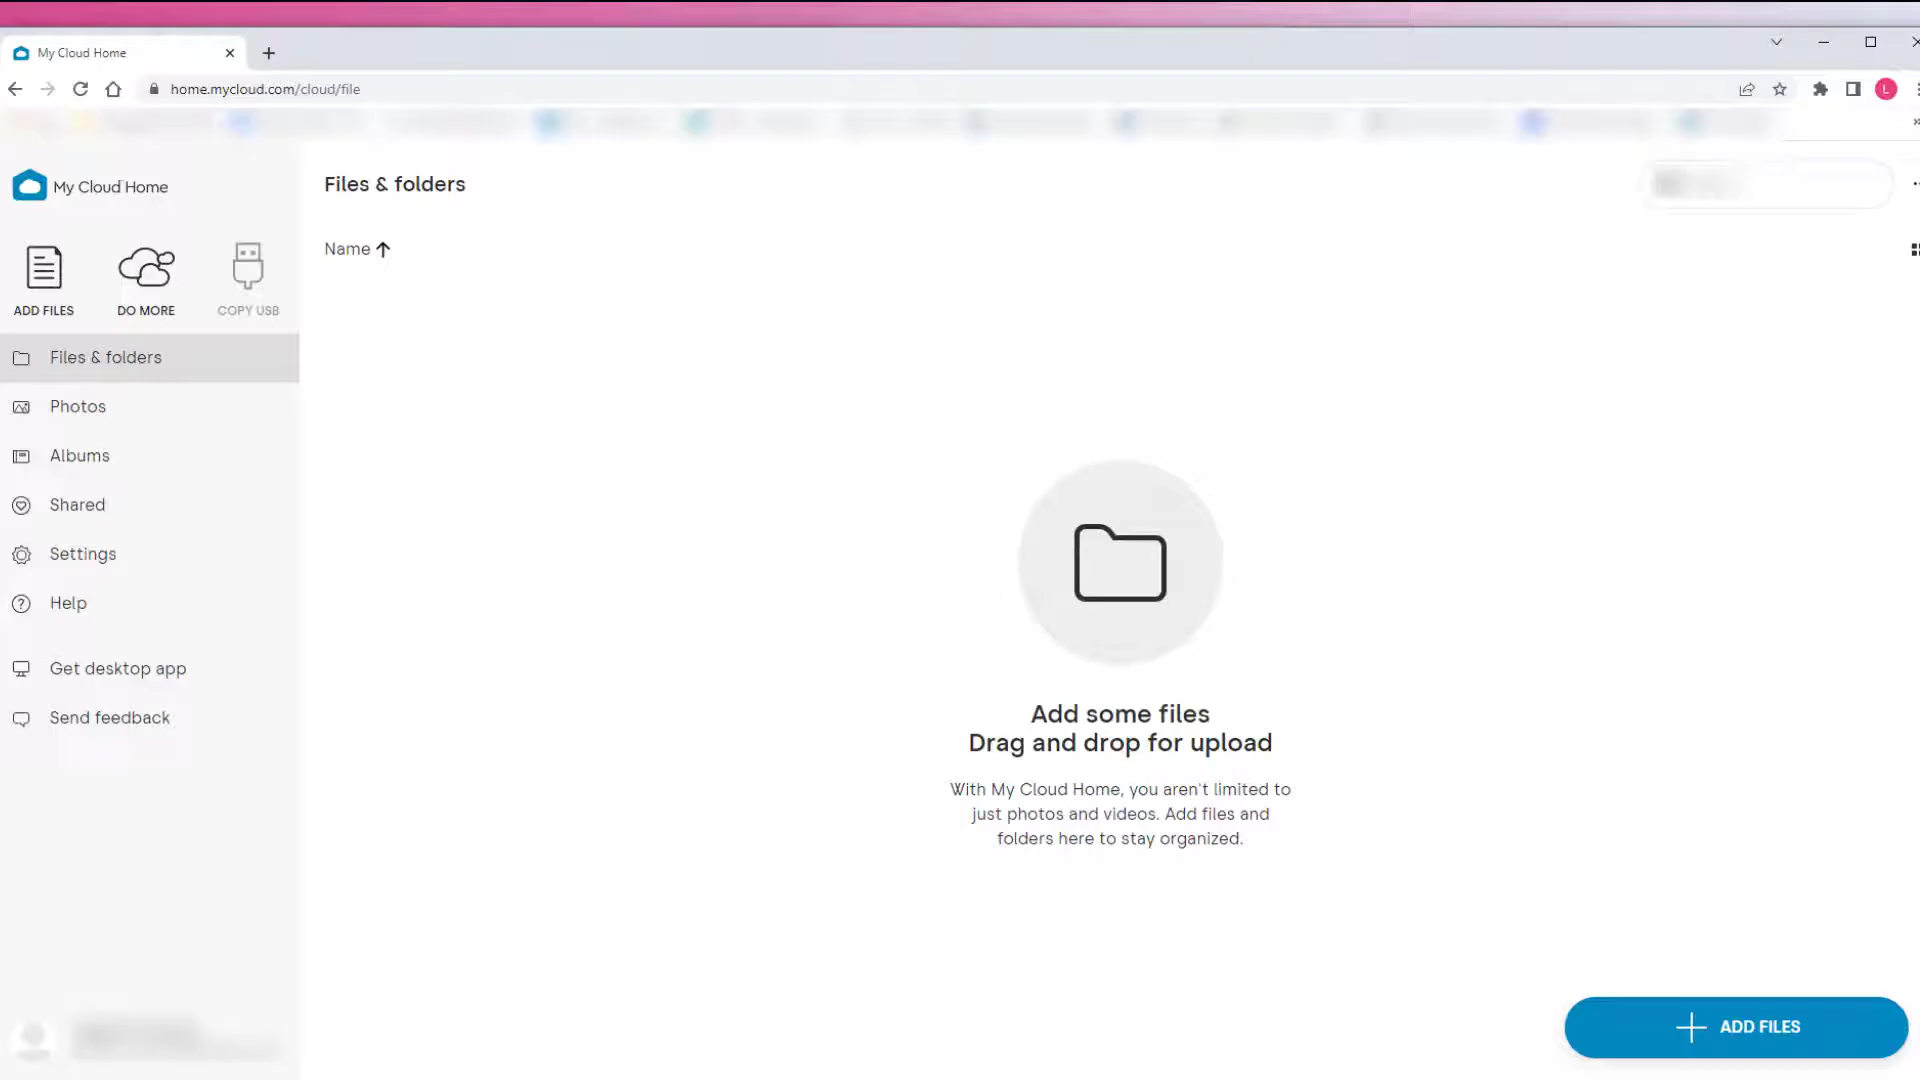 My Cloud Home
home.mycloud.com/cloud/file
L
My Cloud Home
Files & folders
Name
ADD FILES
DO MORE
COPY USB
Files & folders
Photos
Albums
Shared
Settings
Help
Get desktop app
Send feedback
Add some files
Drag and drop for upload
With My Cloud Home, you aren't limited to
just photos and videos. Add files and
folders here to stay organized.
ADD FILES